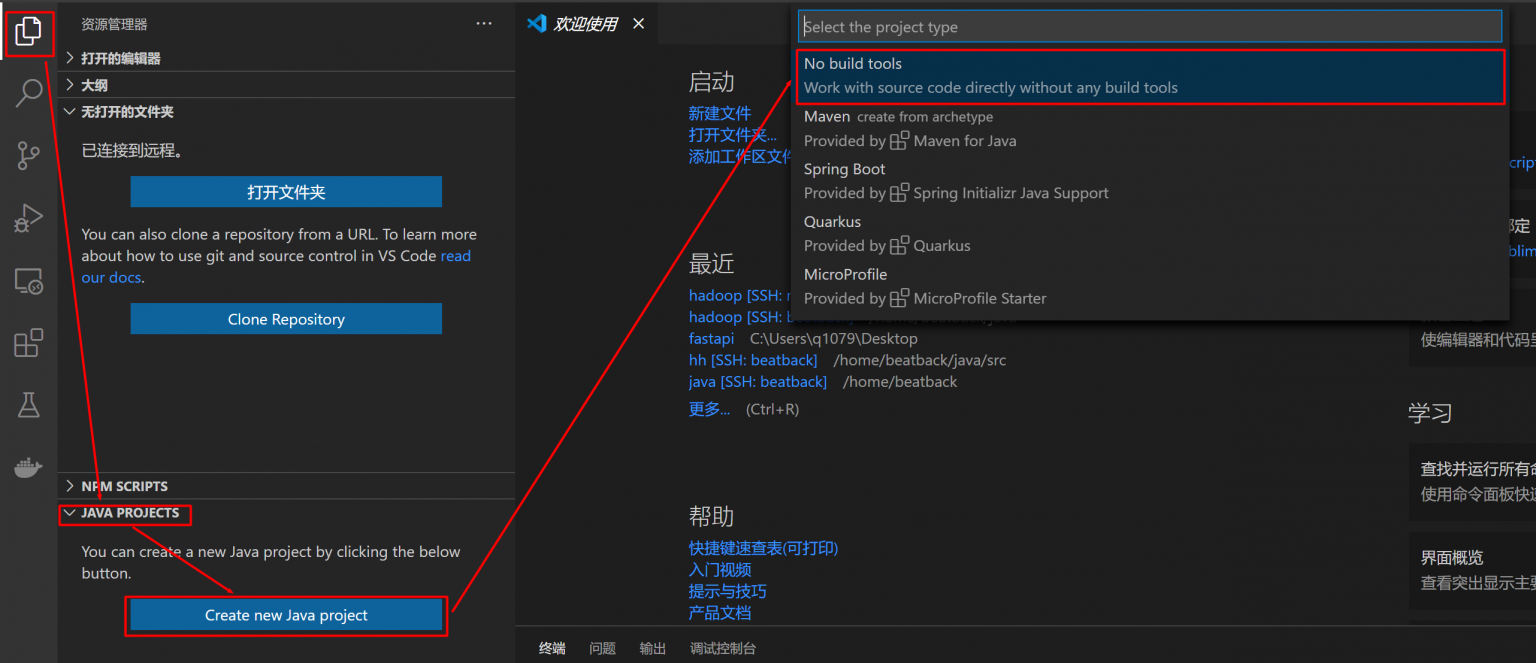 资源管理器
···
打开的编辑器
大纲
无打开的文件夹
已连接到远程。
打开文件夹
You can also clone a repository from a URL. To learn more
about how to use git and source control in VS Code read
our docs.
Clone Repository
NPM SCRIPTS
JAVA PROJECTS
You can create a new Java project by clicking the below
button.
Create new Java project
欢迎使用
启动
新建文件
打开文件夹...
添加工作区文件
最近
hadoop [SSH:
hadoop [SSH:
fastapi C:\Users\q1079\Desktop
hh [SSH: beatback] /home/beatback/java/src
java [SSH: beatback] /home/beatback
更多... (Ctrl+R)
帮助
快捷键速查表(可打印)
入门视频
提示与技巧
产品文档
Select the project type
No build tools
Work with source code directly without any build tools
Maven create from archetype
Provided by Maven for Java
Spring Boot
Provided by Spring Initializr Java Support
Quarkus
Provided by Quarkus
MicroProfile
Provided by MicroProfile Starter
使编辑器和代码呈
学习
查找并运行所有命
使用命令面板快速
界面概览
查看突出显示主要
终端 问题 输出 调试控制台